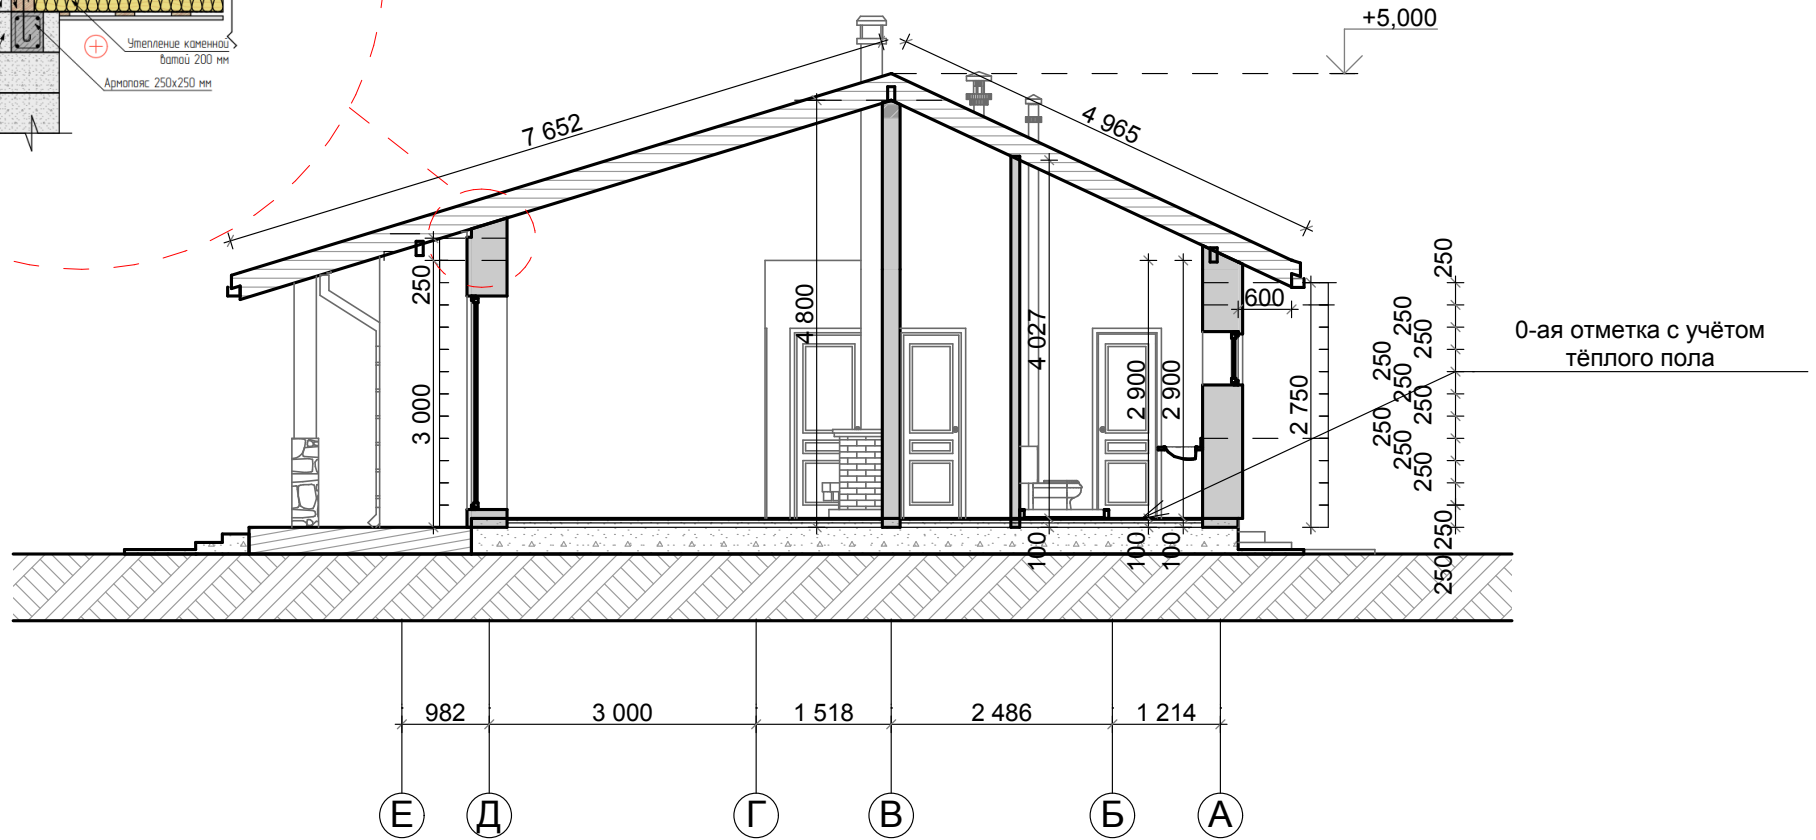 +5,000
Утепление каменной
ватой 200 мм
Армопояс 250х250 мм
7 652
4 965
250
3 000
4 800
4 027
2 900
2 900
600
2 750
250
250
250
250
250
250
250
250
250
250
250
0-ая отметка с учётом
тёплого пола
100
100
100
982
3 000
1 518
2 486
1 214
Е
Д
Г
В
Б
А